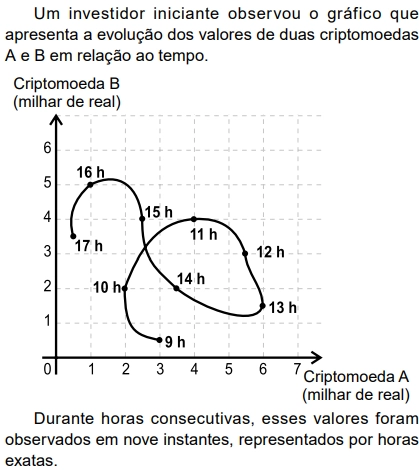 Um investidor iniciante observou o gráfico que
apresenta a evolução dos valores de duas criptomoedas
A e B em relação ao tempo.
Criptomoeda B
(milhar de real)
6
16 h
5
15 h
4
11 h
17 h
3
12 h
14 h
10 h
2
13 h
1
9 h
0 1 2 3 4 5 6 7
Criptomoeda A
(milhar de real)
Durante horas consecutivas, esses valores foram
observados em nove instantes, representados por horas
exatas.